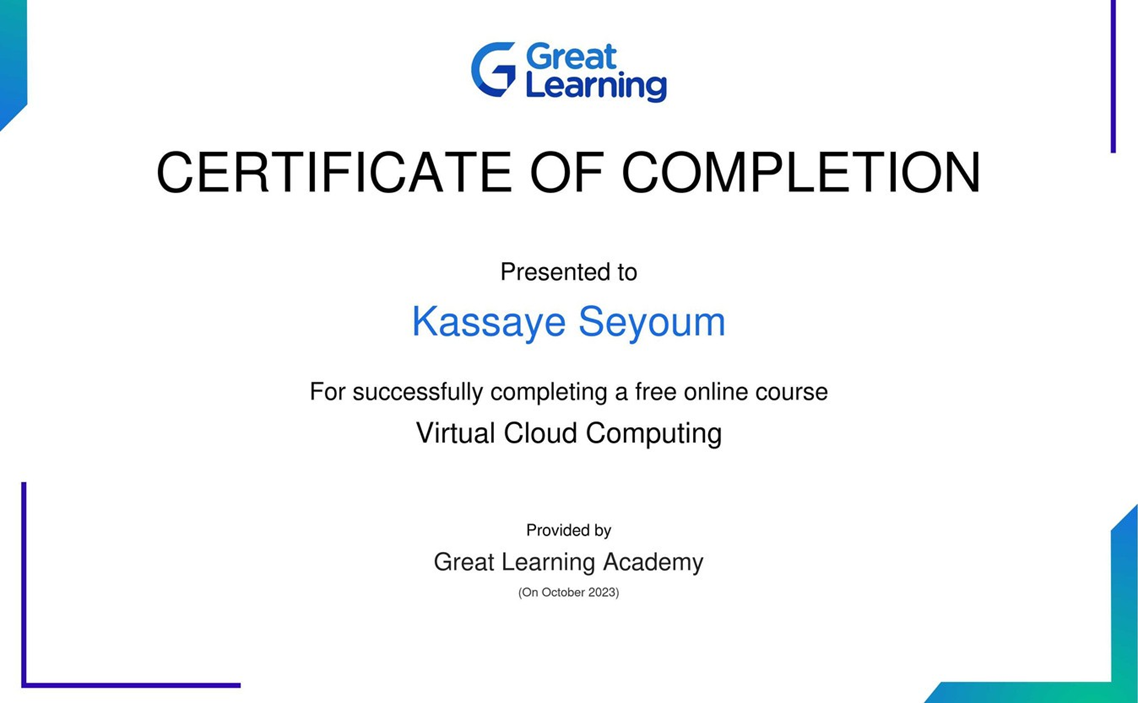 Great
Learning
CERTIFICATE OF COMPLETION
Presented to
Kassaye Seyoum
For successfully completing a free online course
Virtual Cloud Computing
Provided by
Great Learning Academy
(On October 2023)